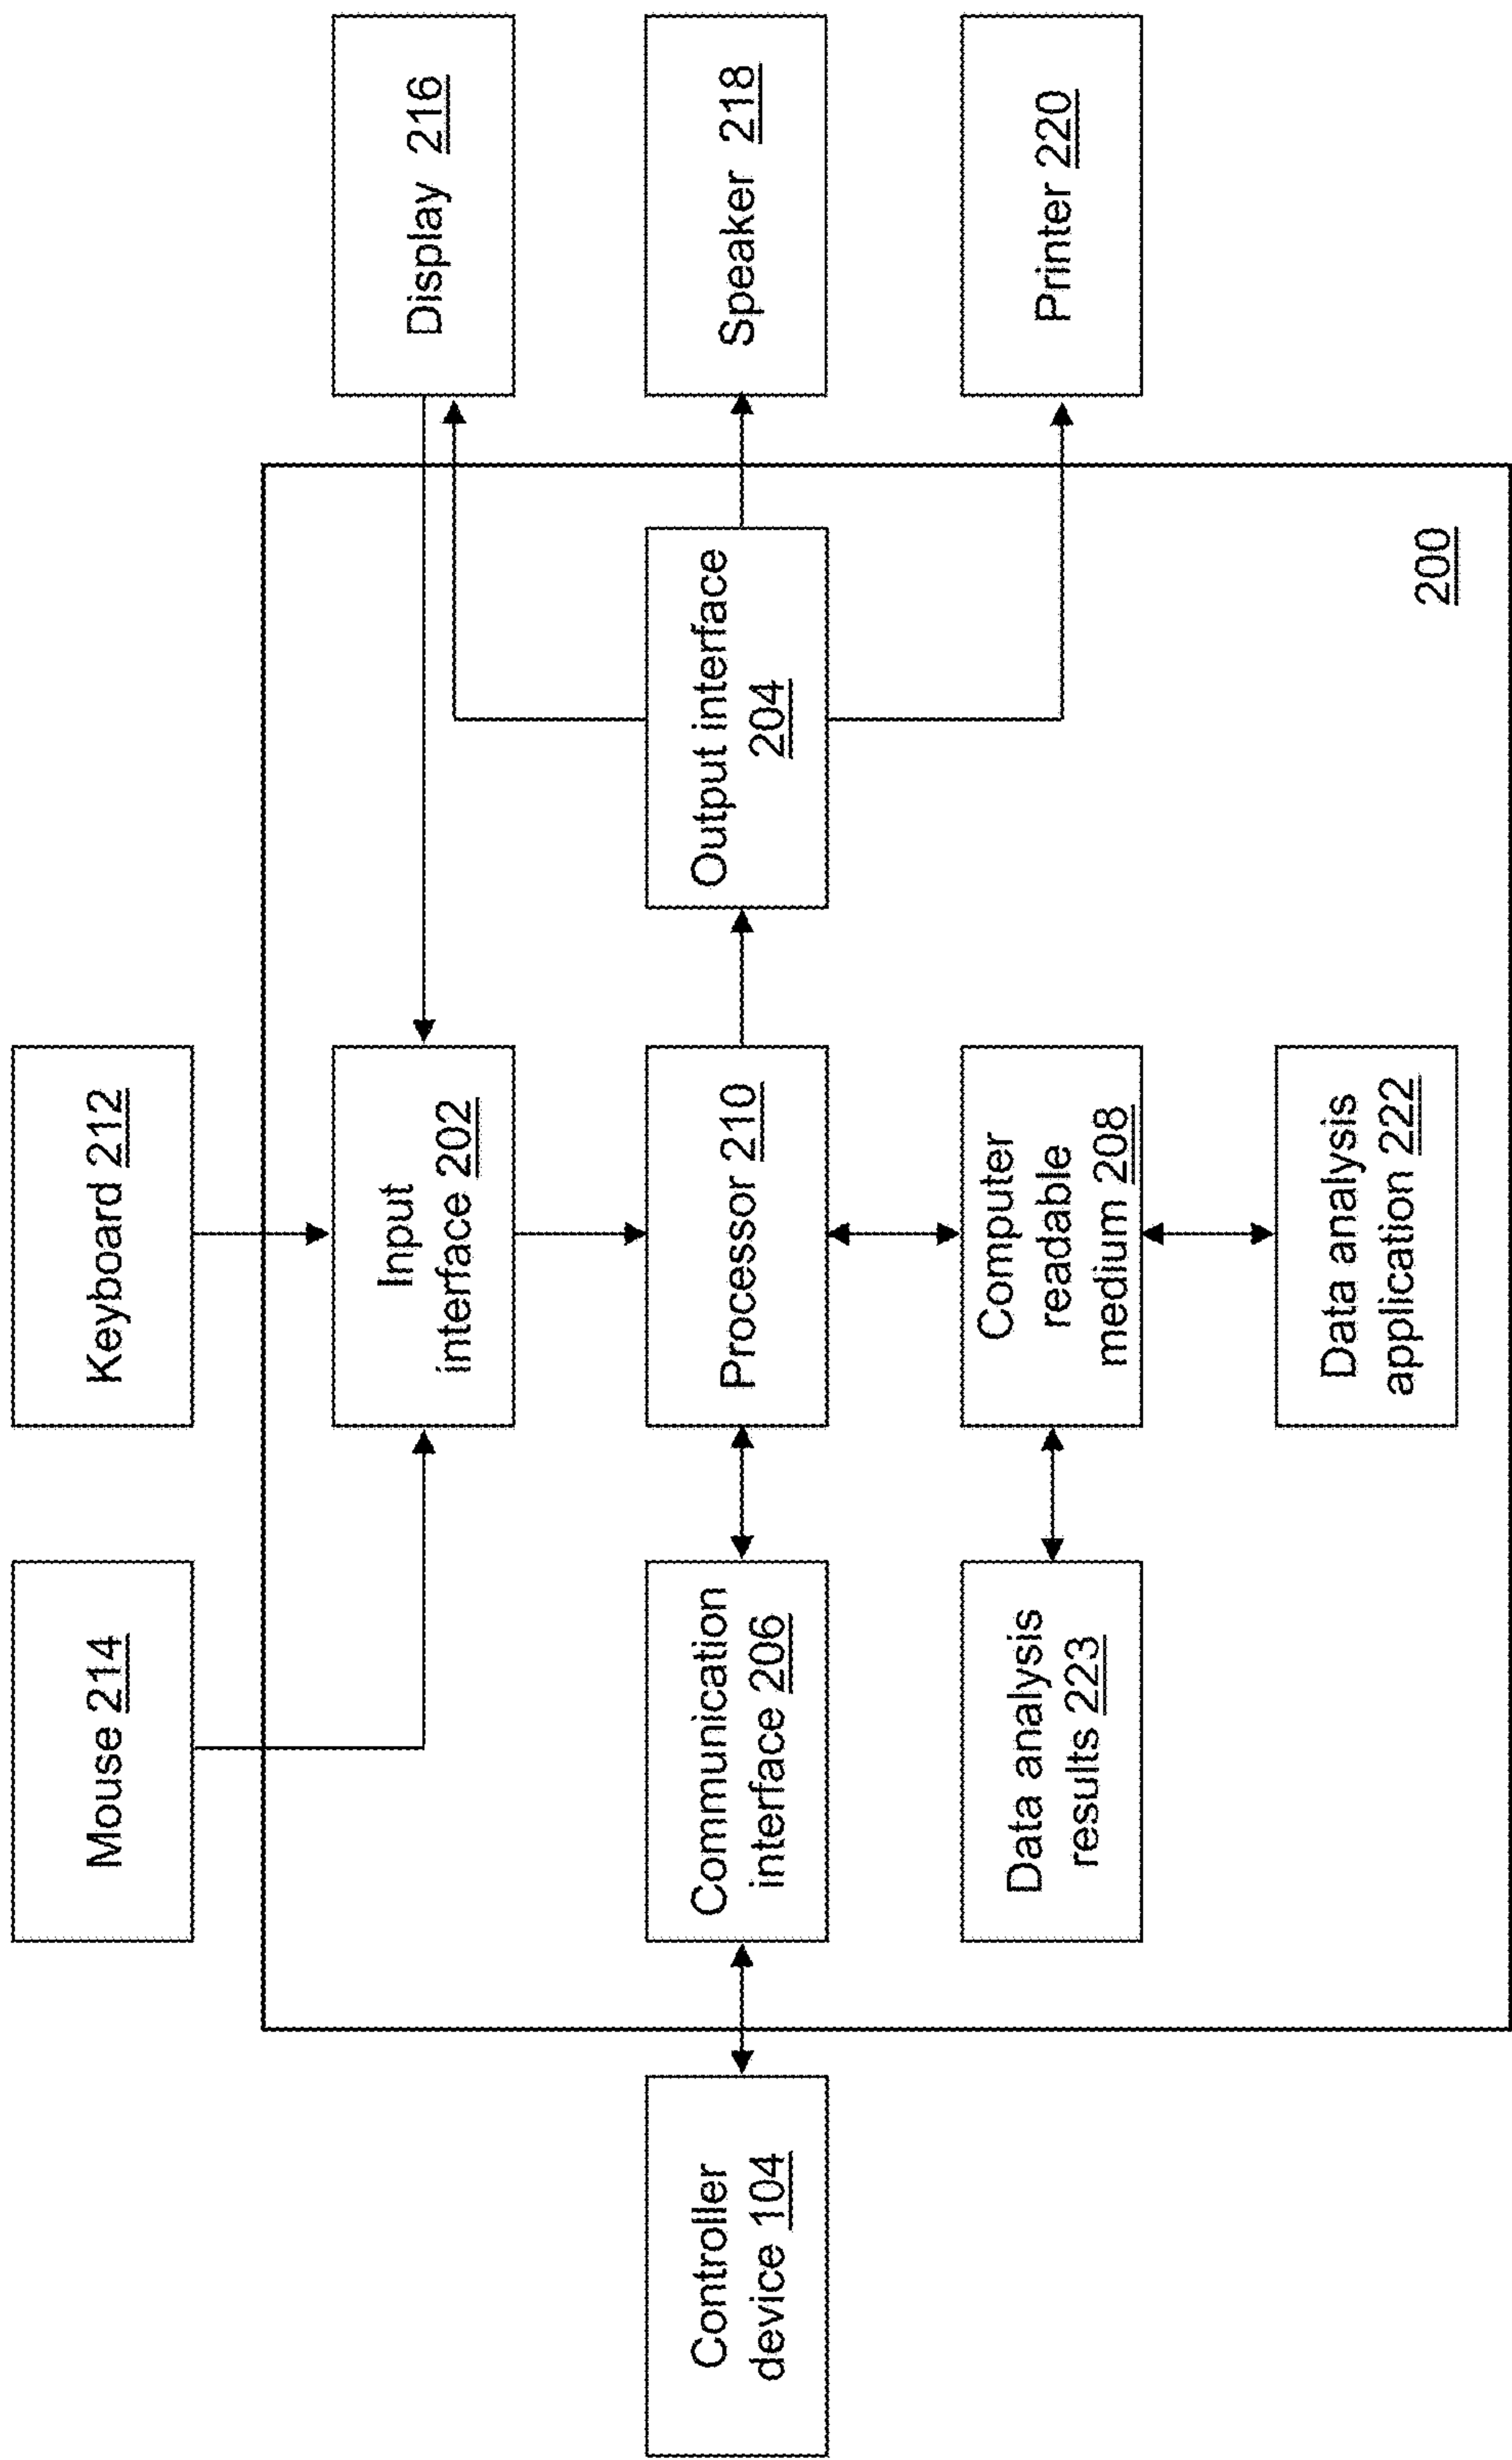 Mouse 214
Keyboard 212
Input
interface 202
Display 216
Controller
device 104
Communication
interface 206
Processor 210
Output interface
204
Speaker 218
Data analysis
results 223
Computer
readable
medium 208
Printer 220
Data analysis
application 222
200